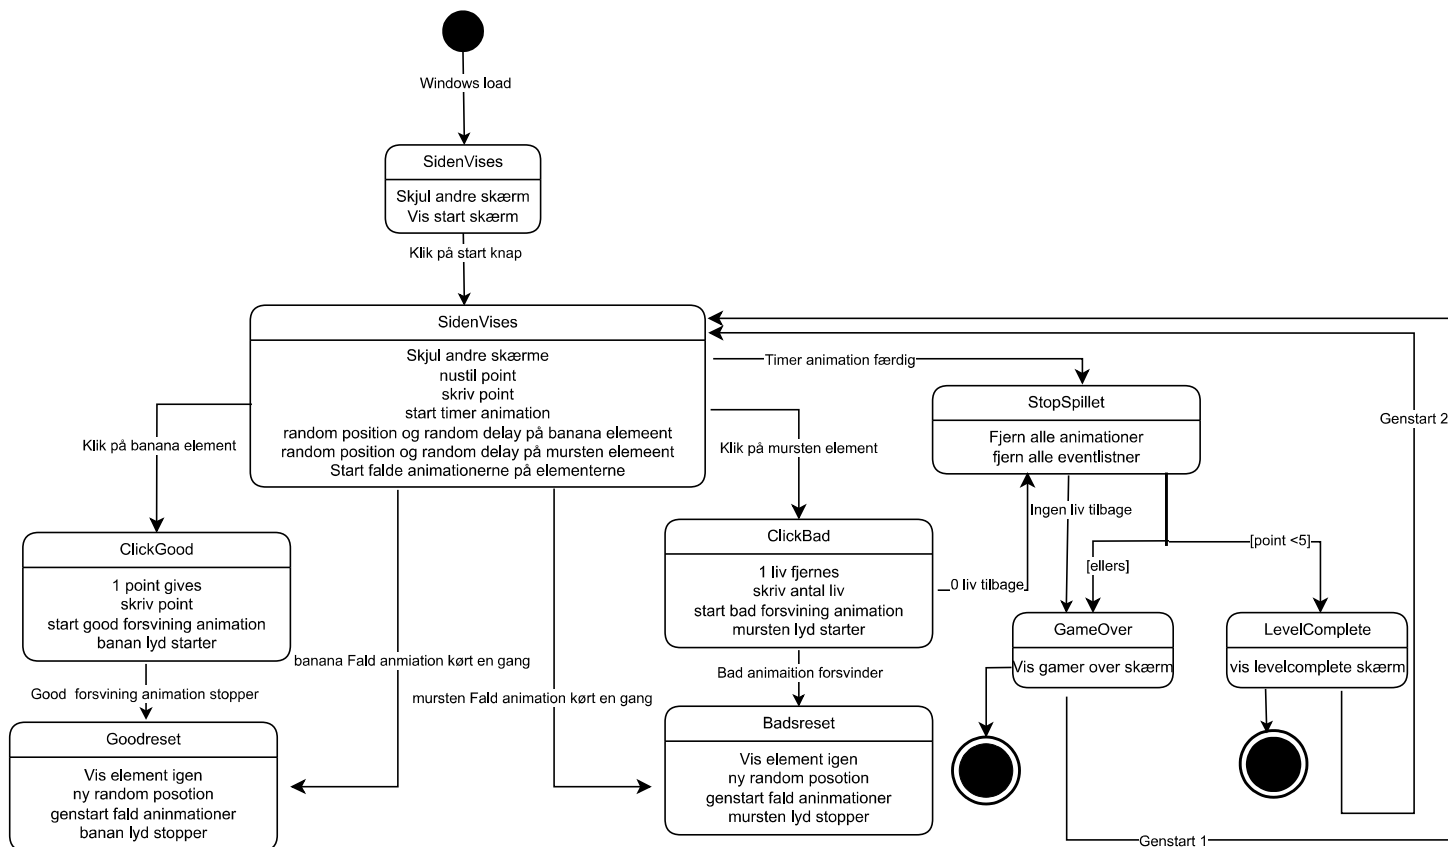 Windows load
SidenVises
Skjul andre skærm
Vis start skærm
Klik på start knap
SidenVises
Skjul andre skærme
nustil point
skriv point
start timer animation
random position og random delay på banana elemeent
random position og random delay på mursten elemeent
Start falde animationerne på elementerne
Timer animation færdig
StopSpillet
Fjern alle animationer
fjern alle eventlistner
Genstart 2
Klik på banana element
Klik på mursten element
Ingen liv tilbage
ClickGood
1 point gives
skriv point
start good forsvining animation
banan lyd starter
ClickBad
1 liv fjernes
skriv antal liv
start bad forsvining animation
mursten lyd starter
0 liv tilbage
[ellers]
[point <5]
GameOver
Vis gamer over skærm
LevelComplete
vis levelcomplete skærm
banana Fald anmiation kørt en gang
mursten Fald animation kørt en gang
Good  forsvining animation stopper
Bad animaition forsvinder
Goodreset
Vis element igen
ny random posotion
genstart fald aninmationer
banan lyd stopper
Badsreset
Vis element igen
ny random posotion
genstart fald aninmationer
mursten lyd stopper
Genstart 1